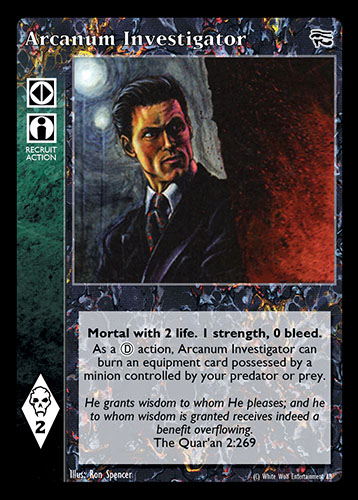 Arcanum Investigator
RECRUIT
ACTION
Mortal with 2 life. 1 strength, 0 bleed.
As a Ⓓ action, Arcanum Investigator can
burn an equipment card possessed by a
minion controlled by your predator or prey.
He grants wisdom to whom He pleases; and he
to whom wisdom is granted receives indeed a
benefit overflowing.
The Qur'an 2:269
2
Illus: Ron Spencer
(C) White Wolf Entertainment AB